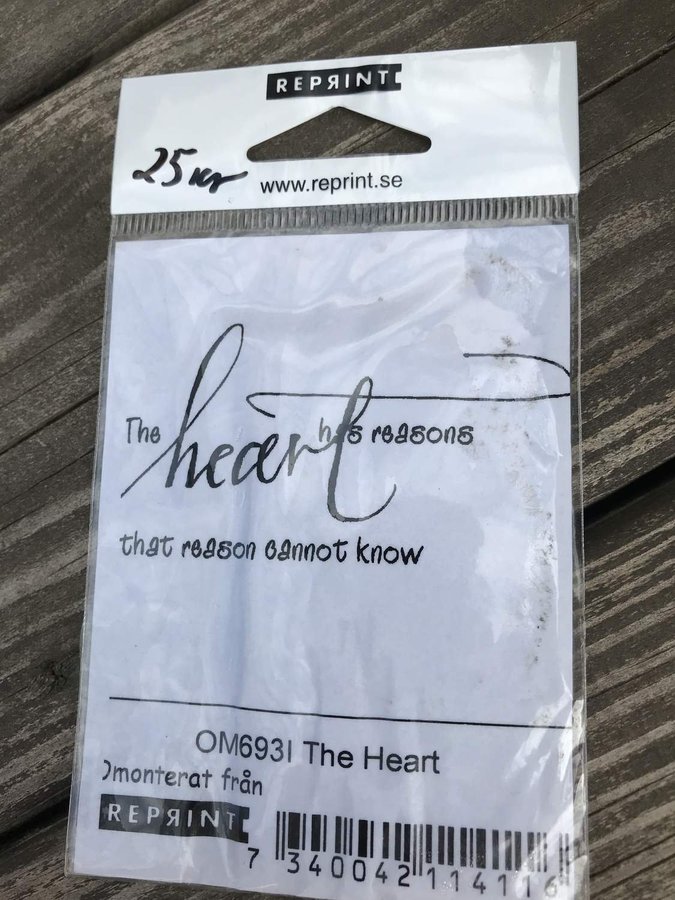 REPRINT
25 kr
www.reprint.se
The heart has reasons
that reason cannot know
OM693I The Heart
Omonterat från
REPRINT
7 340042 114116